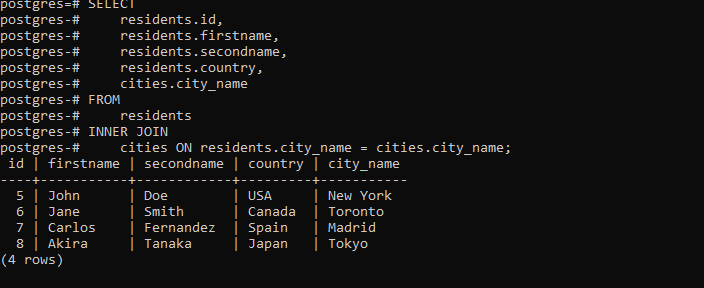 postgres=# SELECT
postgres-#     residents.id,
postgres-#     residents.firstname,
postgres-#     residents.secondname,
postgres-#     residents.country,
postgres-#     cities.city_name
postgres-# FROM
postgres-#     residents
postgres-# INNER JOIN
postgres-#     cities ON residents.city_name = cities.city_name;
 id | firstname | secondname | country | city_name
----+-----------+------------+---------+-----------
  5 | John      | Doe        | USA     | New York
  6 | Jane      | Smith      | Canada  | Toronto
  7 | Carlos    | Fernandez  | Spain   | Madrid
  8 | Akira     | Tanaka     | Japan   | Tokyo
(4 rows)